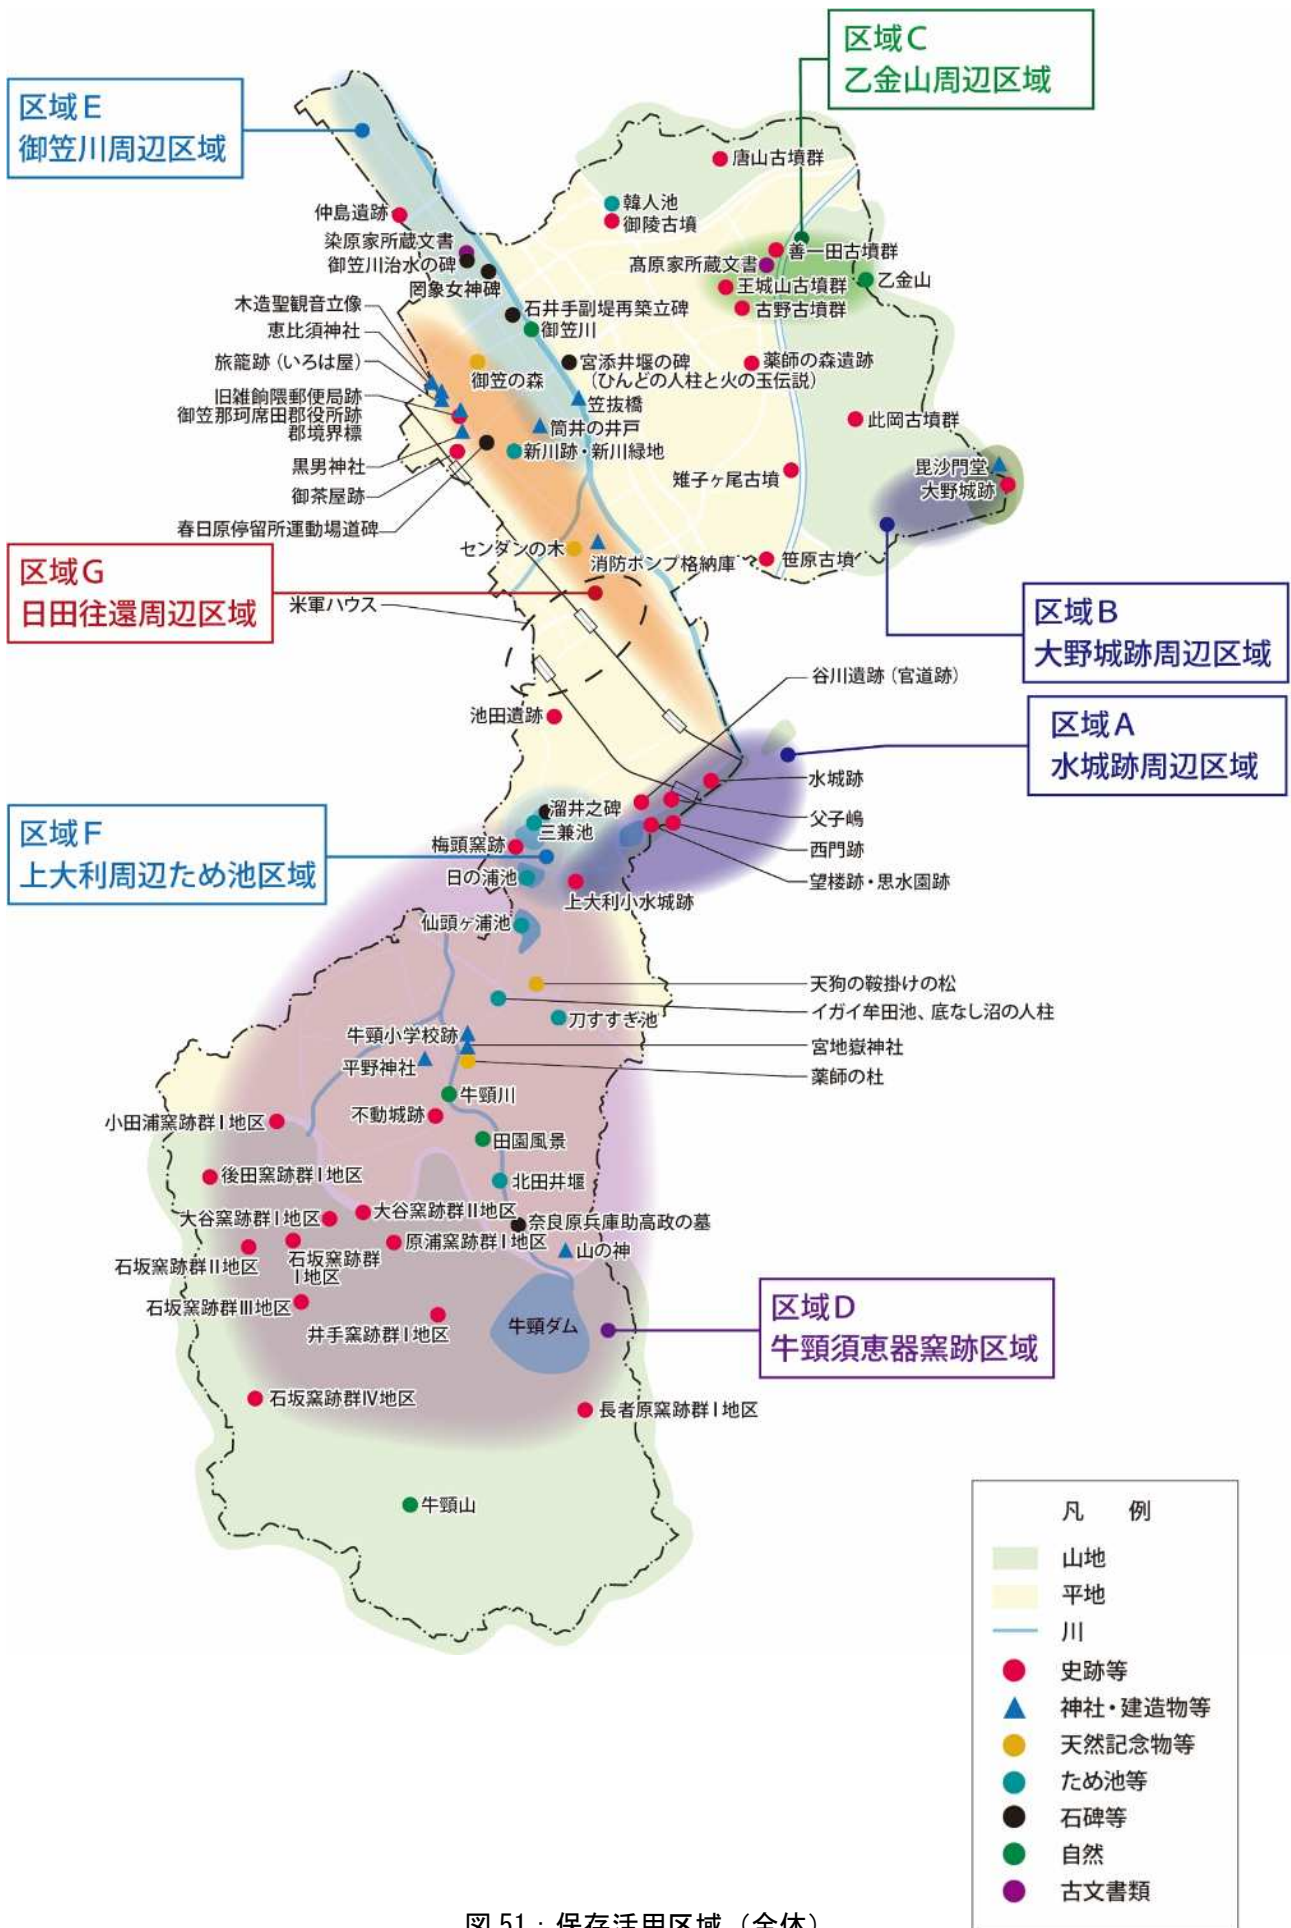 区域C
乙金山周辺区域
区域E
御笠川周辺区域
唐山古墳群
韓人池
御陵古墳
仲島遺跡
染原家所蔵文書
御笠川治水の碑
罔象女神碑
善一田古墳群
髙原家所蔵文書
乙金山
王城山古墳群
古野古墳群
木造聖観音立像
恵比須神社
旅籠跡（いろは屋）
旧雑餉隈郵便局跡
御笠那珂席田郡役所跡
郡境界標
黒男神社
御茶屋跡
春日原停留所運動場道碑
石井手副堤再築立碑
御笠川
宮添井堰の碑
（ひんどの人柱と火の玉伝説）
御笠の森
笠抜橋
筒井の井戸
新川跡・新川緑地
薬師の森遺跡
此岡古墳群
雉子ヶ尾古墳
毘沙門堂
大野城跡
センダンの木
消防ポンプ格納庫
笹原古墳
区域G
日田往還周辺区域
米軍ハウス
区域B
大野城跡周辺区域
谷川遺跡（官道跡）
池田遺跡
区域A
水城跡周辺区域
水城跡
父子嶋
西門跡
望楼跡・思水園跡
溜井之碑
三兼池
梅頭窯跡
区域F
上大利周辺ため池区域
日の浦池
上大利小水城跡
仙頭ヶ浦池
天狗の鞍掛けの松
イガイ牟田池、底なし沼の人柱
刀すすぎ池
牛頸小学校跡
宮地嶽神社
平野神社
薬師の杜
牛頸川
小田浦窯跡群Ⅰ地区
不動城跡
田園風景
後田窯跡群Ⅰ地区
北田井堰
大谷窯跡群Ⅰ地区
大谷窯跡群Ⅱ地区
奈良原兵庫助高政の墓
原浦窯跡群Ⅰ地区
山の神
石坂窯跡群Ⅱ地区
石坂窯跡群
Ⅰ地区
石坂窯跡群Ⅲ地区
井手窯跡群Ⅰ地区
牛頸ダム
区域D
牛頸須恵器窯跡区域
石坂窯跡群Ⅳ地区
長者原窯跡群Ⅰ地区
牛頸山
凡　例
山地
平地
川
史跡等
神社・建造物等
天然記念物等
ため池等
石碑等
自然
古文書類
図 51：保存活用区域（全体）